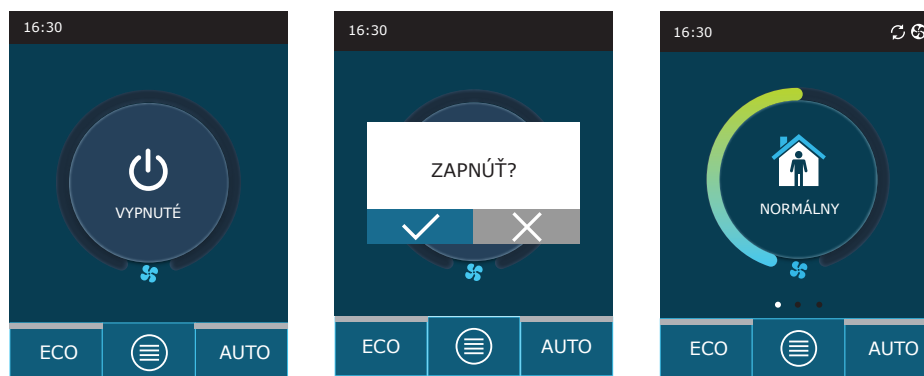 16:30
VYPNUTÉ
ECO
AUTO
16:30
ZAPNÚŤ?
ECO
AUTO
16:30
NORMÁLNY
ECO
AUTO